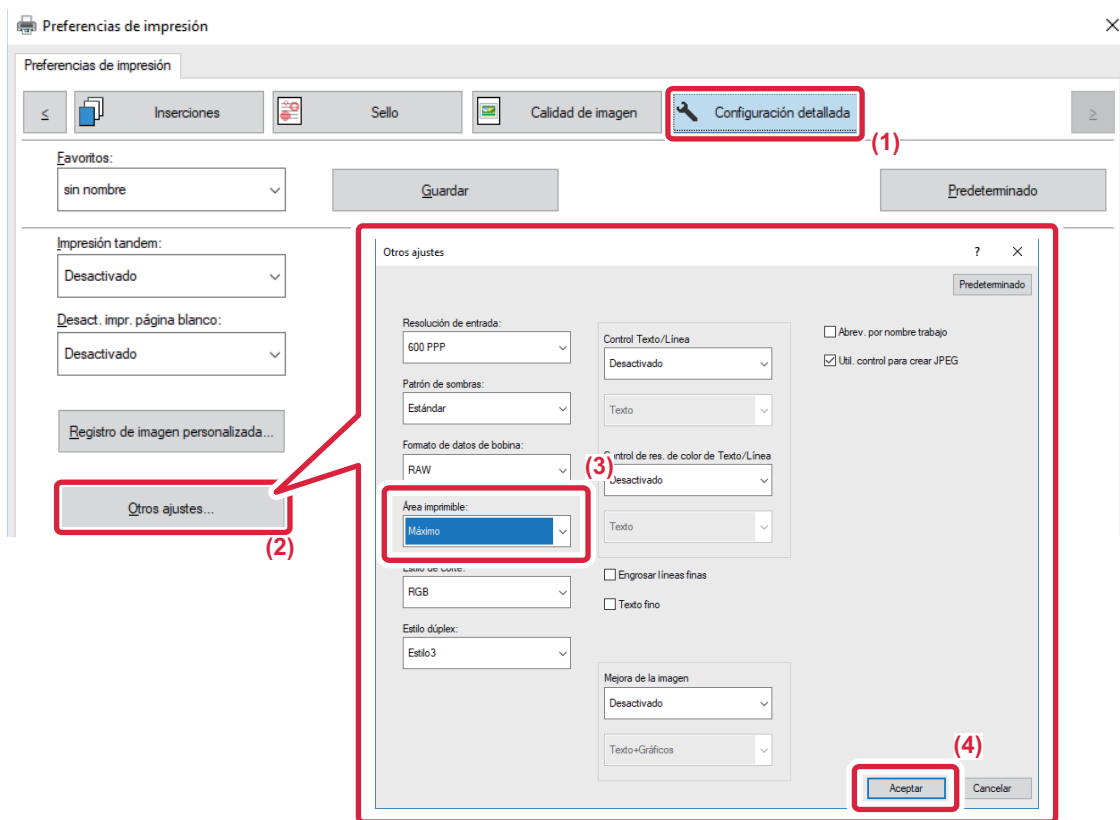 Preferencias de impresión
Preferencias de impresión
<
Inserciones
Sello
Calidad de imagen
Configuración detallada
>
(1)
Favoritos:
sin nombre
Guardar
Predeterminado
Impresión tandem:
Desactivado
Desact. impr. página blanco:
Desactivado
Registro de imagen personalizada...
Otros ajustes...
(2)
Otros ajustes
?
Predeterminado
Resolución de entrada:
600 PPP
Patrón de sombras:
Estándar
Formato de datos de bobina:
RAW
(3)
Área imprimible:
Máximo
Estilo de corte:
RGB
Estilo dúplex:
Estilo3
Control Texto/Línea
Desactivado
Texto
Control de res. de color de Texto/Línea
Desactivado
Texto
Engrosar líneas finas
Texto fino
Mejora de la imagen
Desactivado
Texto+Gráficos
Abrev. por nombre trabajo
Util. control para crear JPEG
(4)
Aceptar
Cancelar